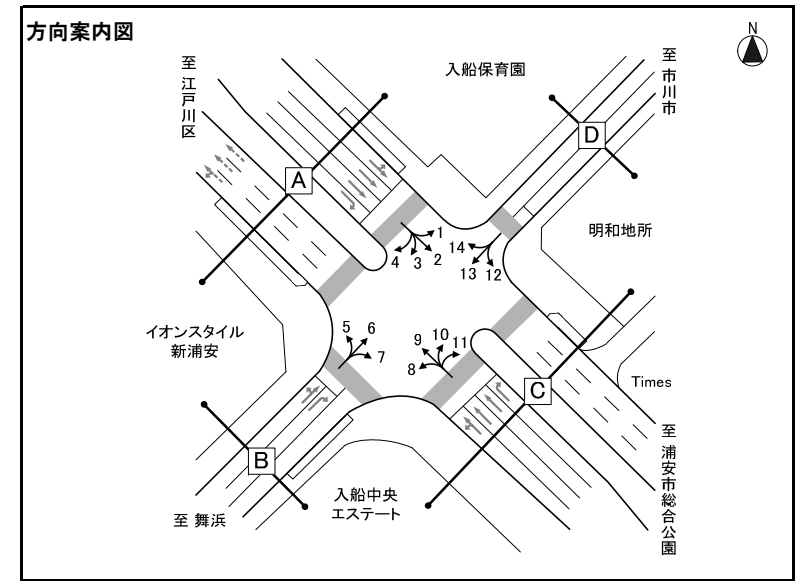 方向案内図
N
至 江戸川区
入船保育園
至 市川市
A
D
明和地所
1
2
3
4
14
13
12
イオンスタイル
新浦安
5
6
7
8
9
10
11
Times
C
B
至 舞浜
入船中央
エステート
至 浦安市総合公園